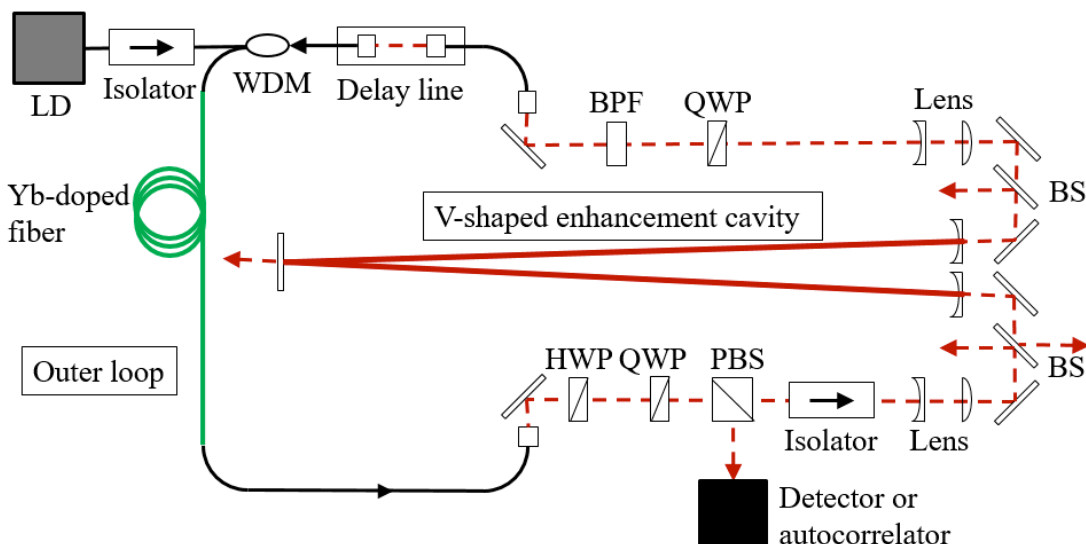 LD
Isolator
WDM
Delay line
BPF
QWP
Lens
BS
Yb-doped
fiber
V-shaped enhancement cavity
Outer loop
HWP
QWP
PBS
Isolator
Lens
BS
Detector or
autocorrelator